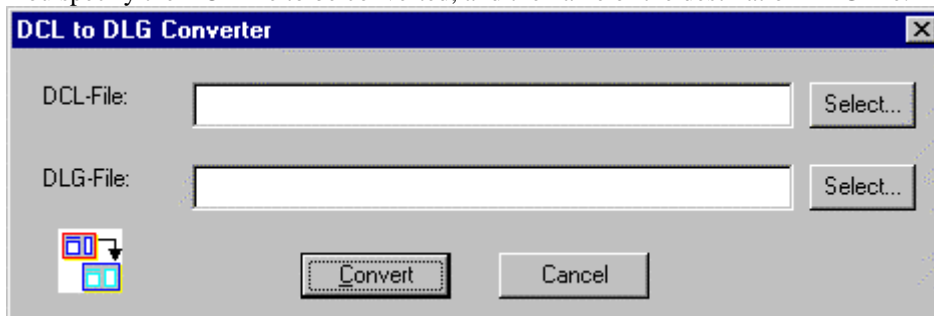 DCL to DLG Converter
DCL-File:
Select...
DLG-File:
Select...
Convert
Cancel